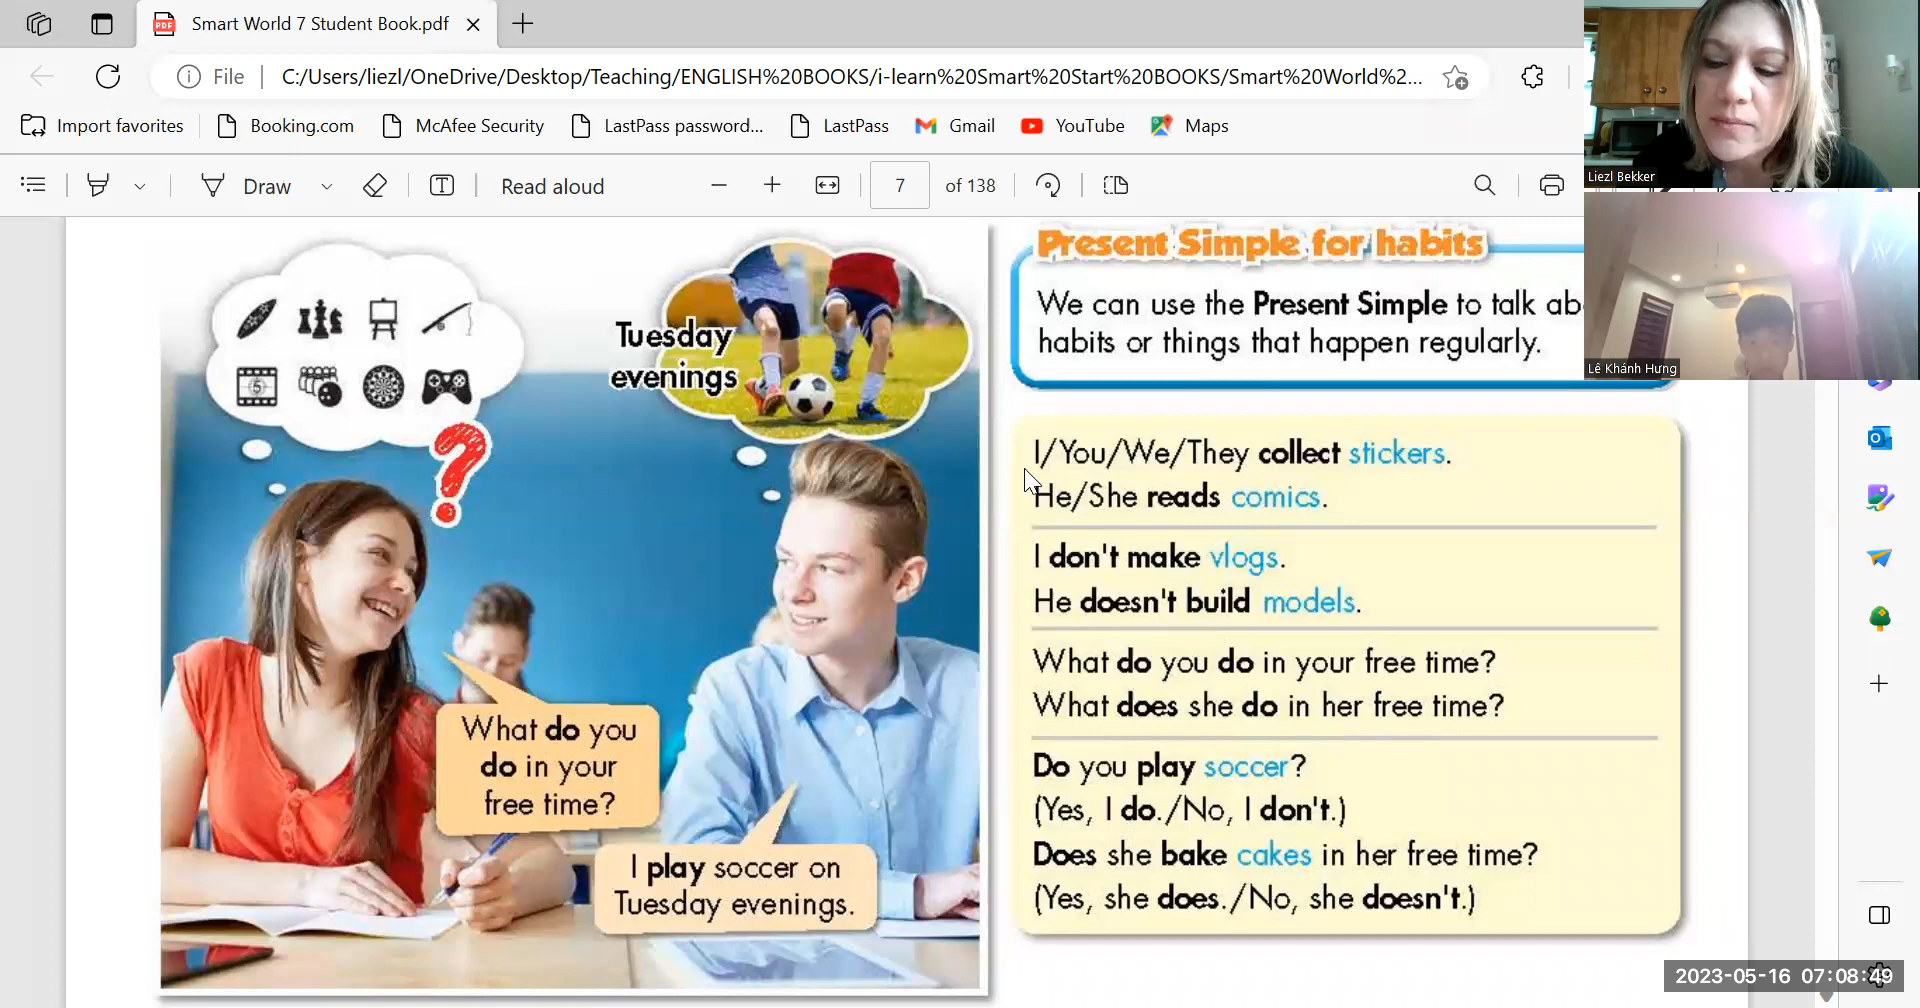 Smart World 7 Student Book.pdf
File
C:/Users/liezl/OneDrive/Desktop/Teaching/ENGLISH%20BOOKS/i-learn%20Smart%20Start%20BOOKS/Smart%20World%2...
Import favorites
Booking.com
McAfee Security
LastPass password...
LastPass
Gmail
YouTube
Maps
Draw
Read aloud
7
of 138
Liezl Bekker
Lê Khánh Hưng
Tuesday
evenings
5
?
What do you
do in your
free time?
I play soccer on
Tuesday evenings.
Present Simple for habits
We can use the Present Simple to talk ab
habits or things that happen regularly.
I/You/We/They collect stickers.
He/She reads comics.
I don't make vlogs.
He doesn't build models.
What do you do in your free time?
What does she do in her free time?
Do you play soccer?
(Yes, I do./No, I don't.)
Does she bake cakes in her free time?
(Yes, she does./No, she doesn't.)
2023-05-16 07:08:49